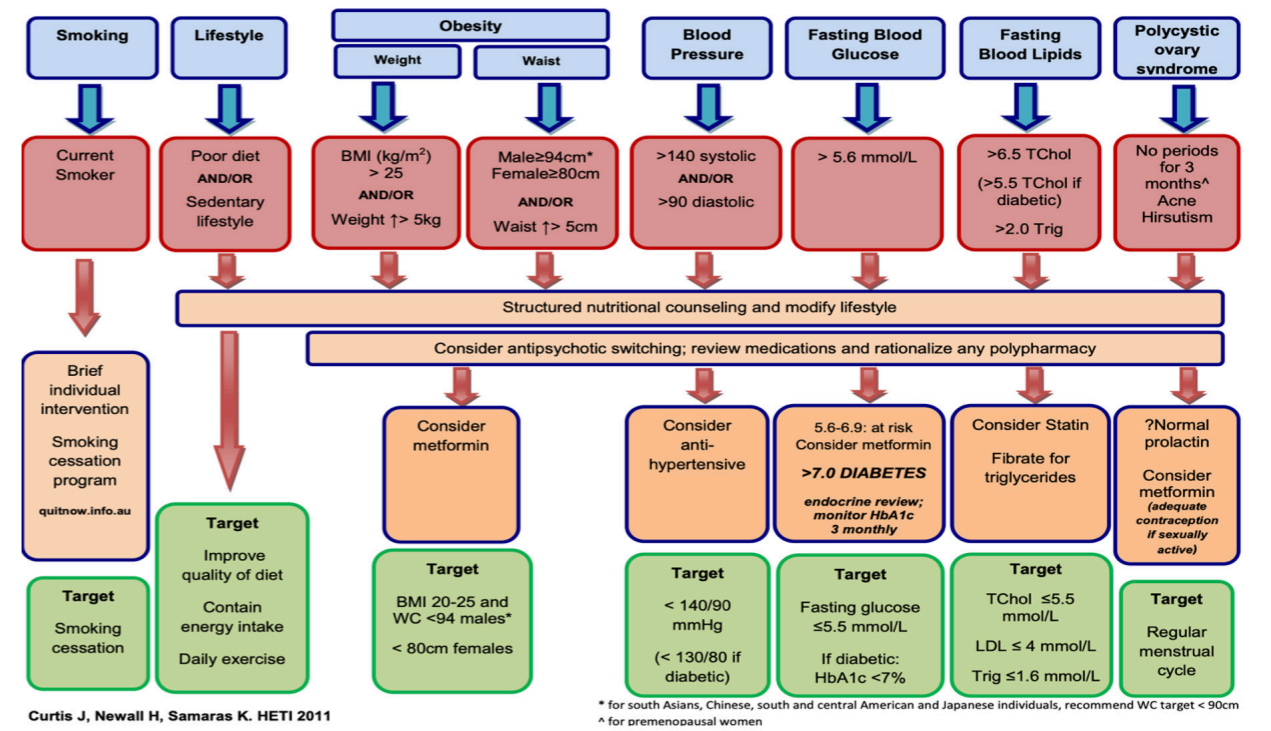 Smoking
Lifestyle
Obesity
Weight
Waist
Blood
Pressure
Fasting Blood
Glucose
Fasting
Blood Lipids
Polycystic
ovary
syndrome
Current
Smoker
Poor diet
AND/OR
Sedentary
lifestyle
BMI (kg/m²)
> 25
AND/OR
Weight ↑> 5kg
Male≥94cm*
Female≥80cm
AND/OR
Waist ↑> 5cm
>140 systolic
AND/OR
>90 diastolic
> 5.6 mmol/L
>6.5 TChol
(>5.5 TChol if
diabetic)
>2.0 Trig
No periods
for 3
months^
Acne
Hirsutism
Structured nutritional counseling and modify lifestyle
Consider antipsychotic switching; review medications and rationalize any polypharmacy
Brief
individual
intervention
Smoking
cessation
program
quitnow.info.au
Target
Smoking
cessation
Target
Improve
quality of diet
Contain
energy intake
Daily exercise
Consider
metformin
Target
BMI 20-25 and
WC <94 males*
< 80cm females
Consider
anti-
hypertensive
Target
< 140/90
mmHg
(< 130/80 if
diabetic)
5.6-6.9: at risk
Consider metformin
>7.0 DIABETES
endocrine review;
monitor HbA1c
3 monthly
Target
Fasting glucose
≤5.5 mmol/L
If diabetic:
HbA1c <7%
Consider Statin
Fibrate for
triglycerides
Target
TChol ≤5.5
mmol/L
LDL ≤ 4 mmol/L
Trig ≤1.6 mmol/L
?Normal
prolactin
Consider
metformin
(adequate
contraception
if sexually
active)
Target
Regular
menstrual
cycle
Curtis J, Newall H, Samaras K. HETI 2011
* for south Asians, Chinese, south and central American and Japanese individuals, recommend WC target < 90cm
^ for premenopausal women